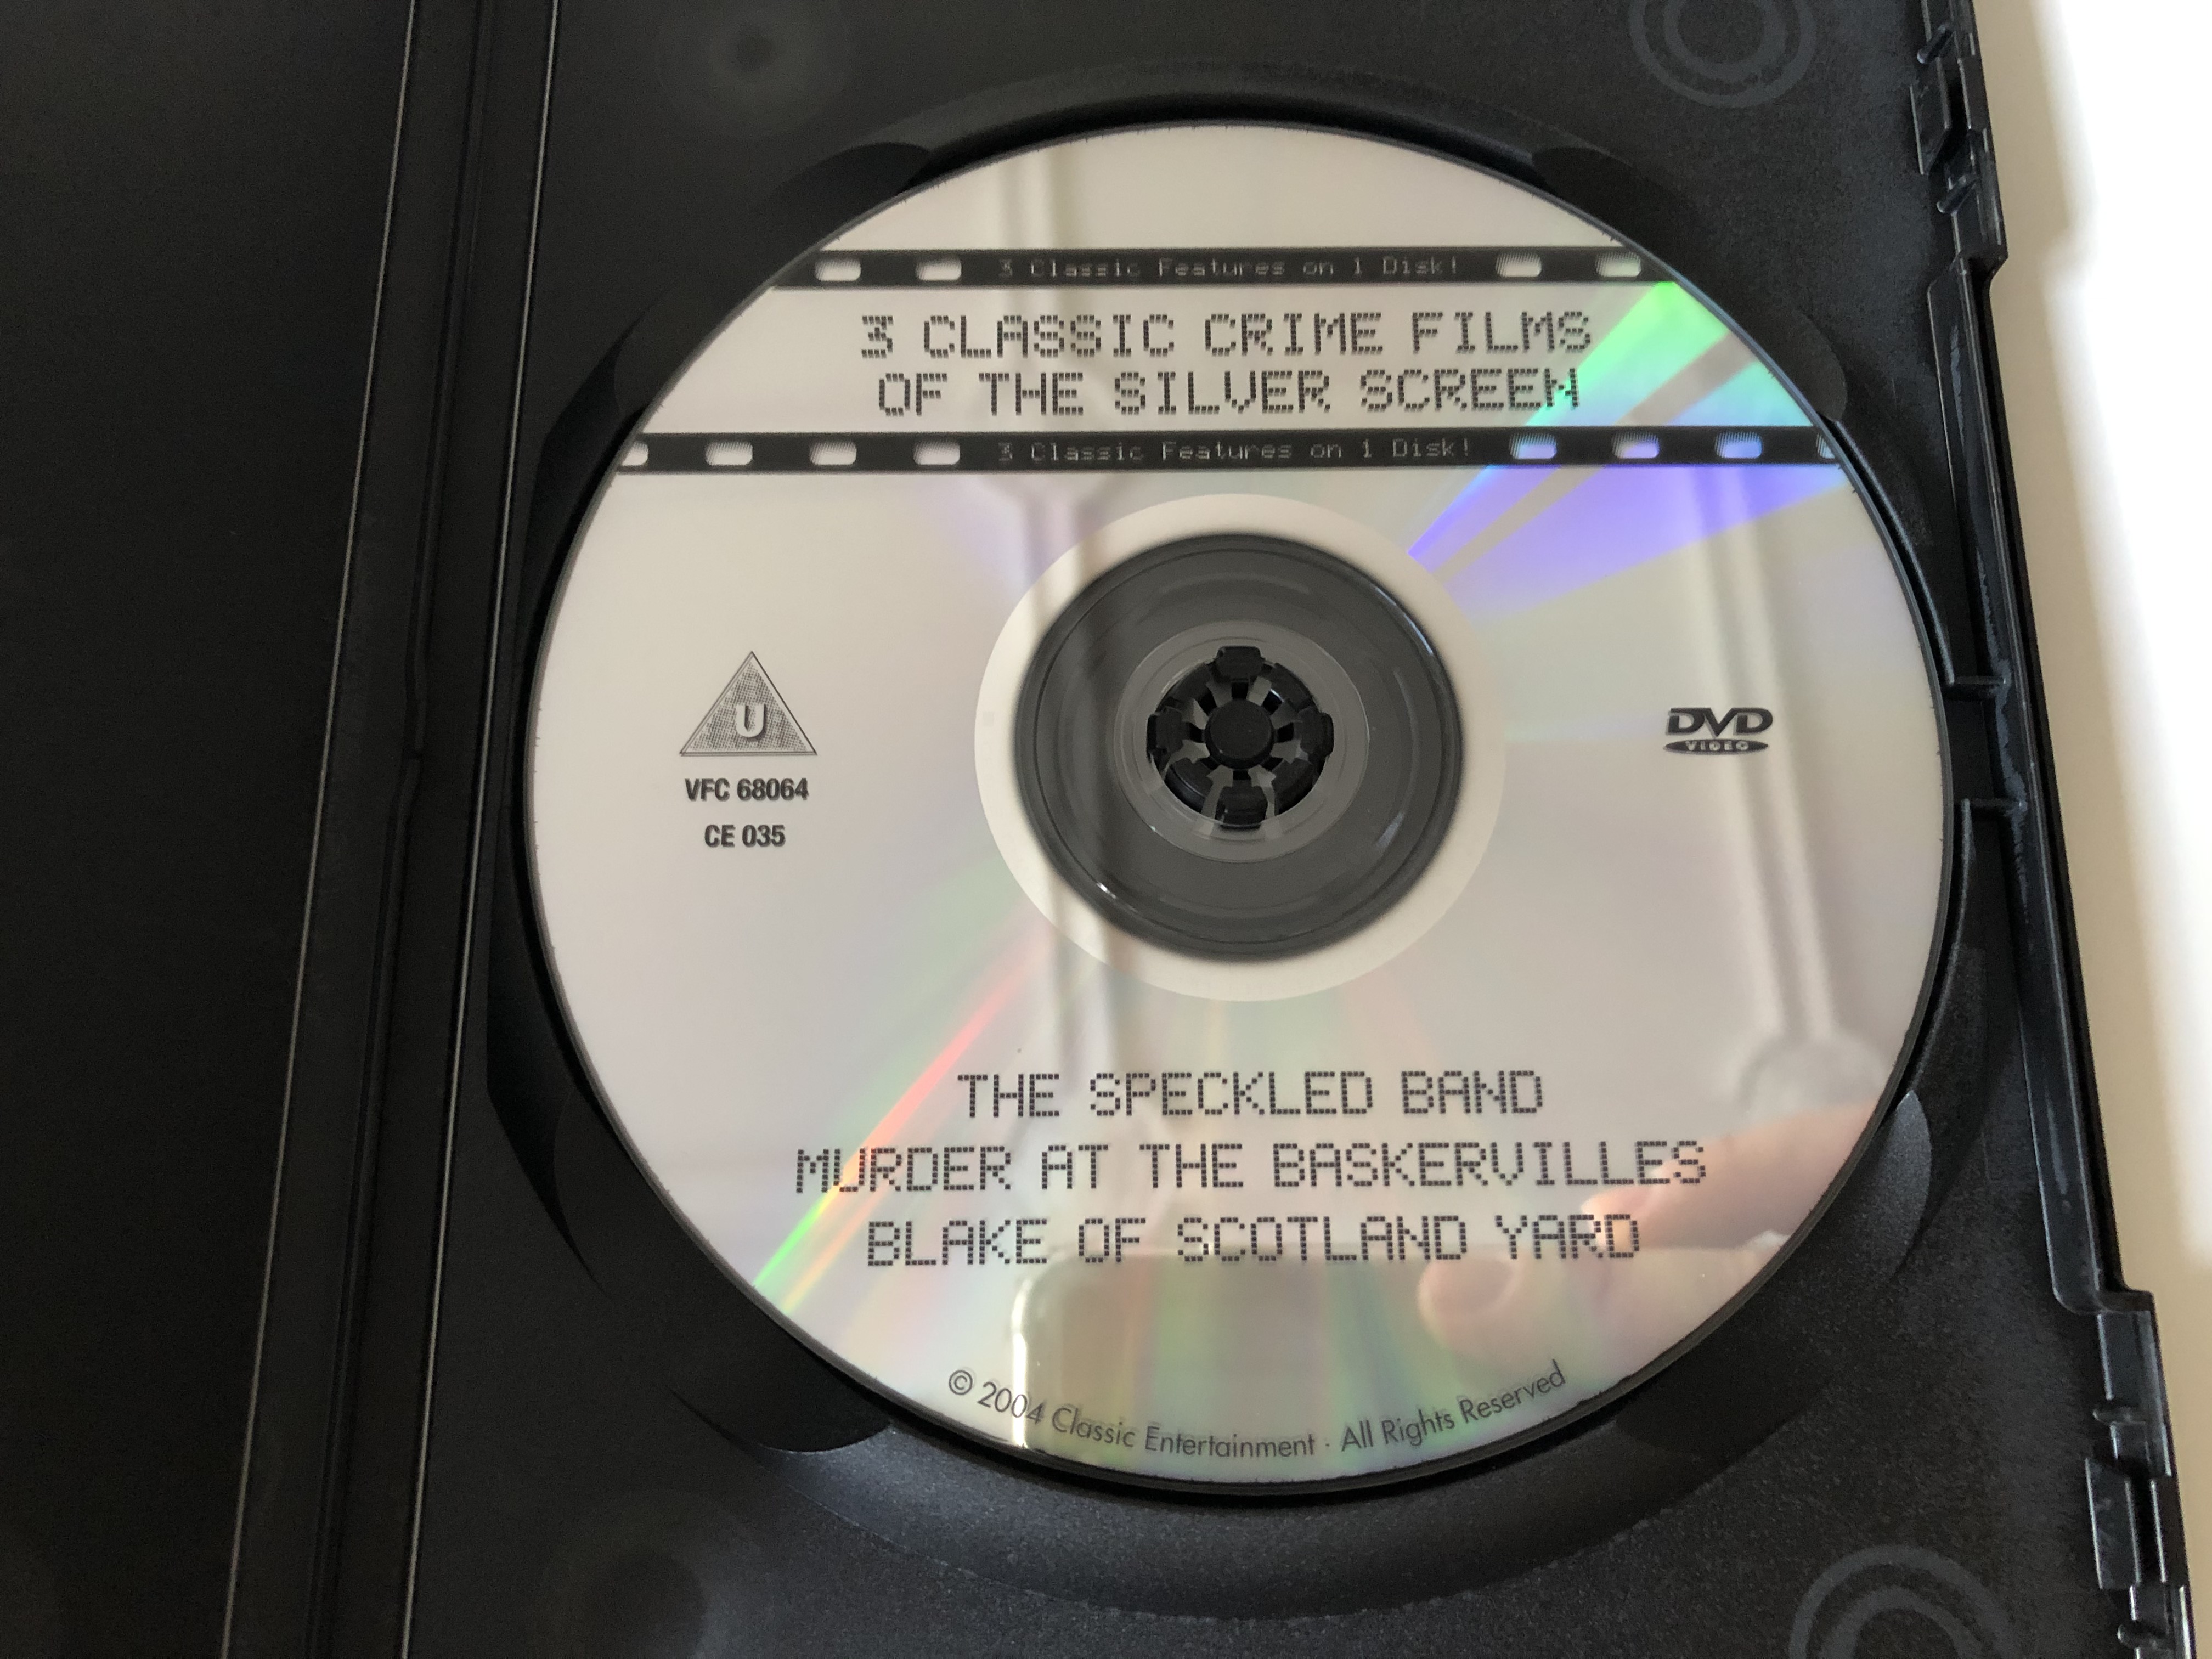 3 Classic Features on 1 Disk!
3 CLASSIC CRIME FILMS
OF THE SILVER SCREEN
3 Classic Features on 1 Disk!
U
VFC 68064
CE 035
DVD
VIDEO
THE SPECKLED BAND
MURDER AT THE BASKERVILLES
BLAKE OF SCOTLAND YARD
© 2004 Classic Entertainment · All Rights Reserved